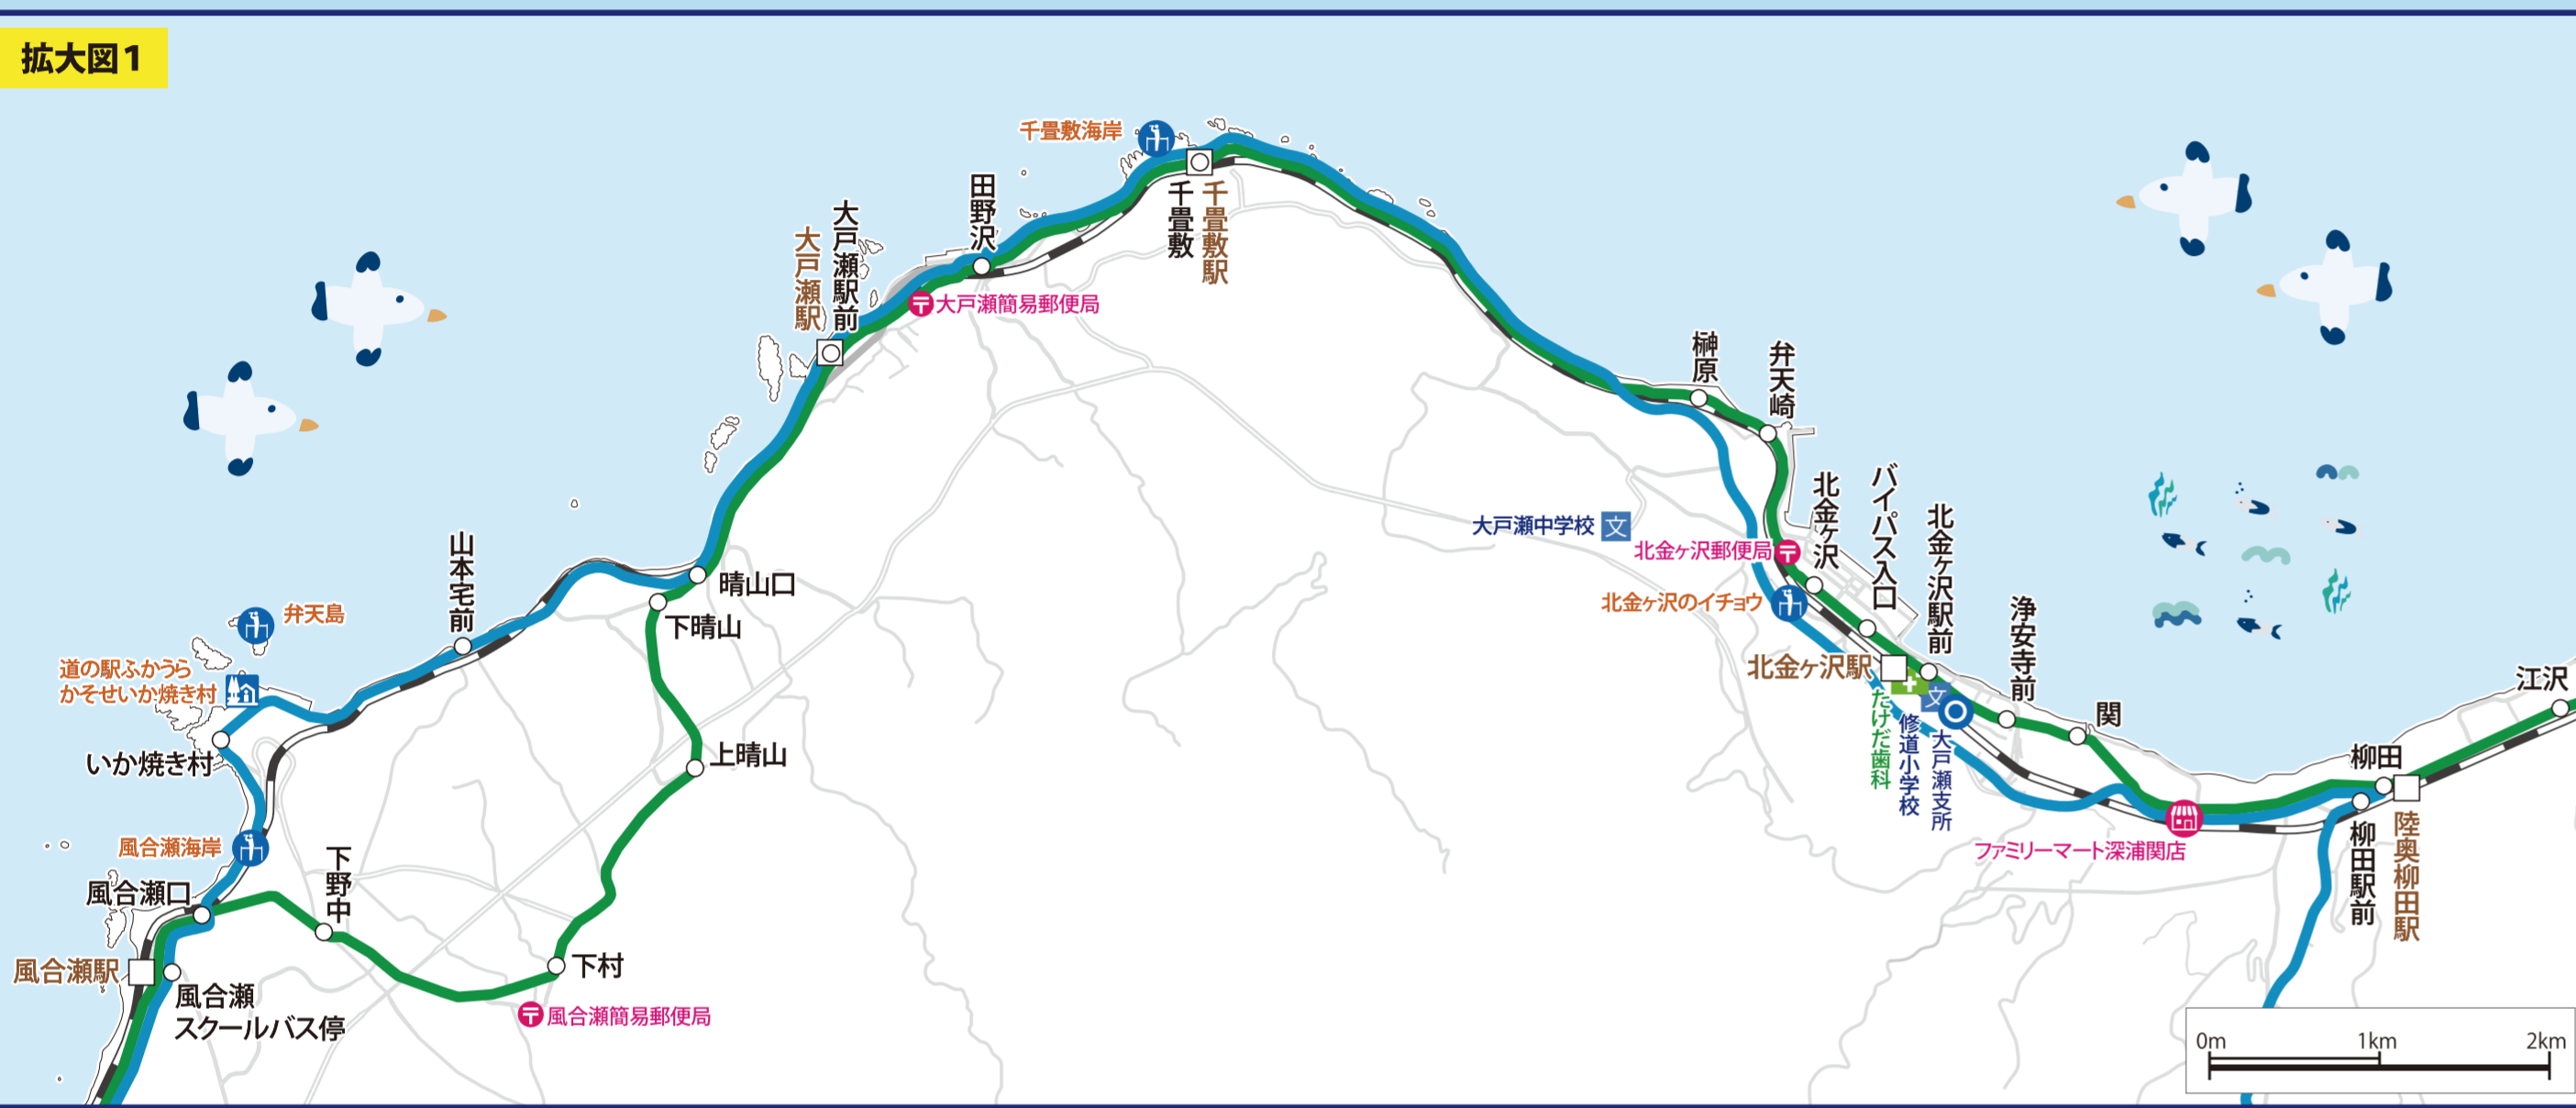 拡大図1
千畳敷海岸
千畳敷
千畳敷駅
田野沢
大戸瀬駅前
大戸瀬駅
大戸瀬簡易郵便局
榊原
弁天崎
北金ヶ沢
バイパス入口
北金ヶ沢駅前
大戸瀬中学校
文
北金ヶ沢郵便局
北金ヶ沢のイチョウ
北金ヶ沢駅
浄安寺前
関
江沢
文
たけだ歯科
修道小学校
大戸瀬支所
柳田
ファミリーマート深浦関店
柳田駅前
陸奥柳田駅
山本宅前
晴山口
下晴山
弁天島
道の駅ふかうら
かそせいか焼き村
いか焼き村
上晴山
風合瀬海岸
下野中
風合瀬口
下村
風合瀬駅
風合瀬
スクールバス停
風合瀬簡易郵便局
0m 1km 2km